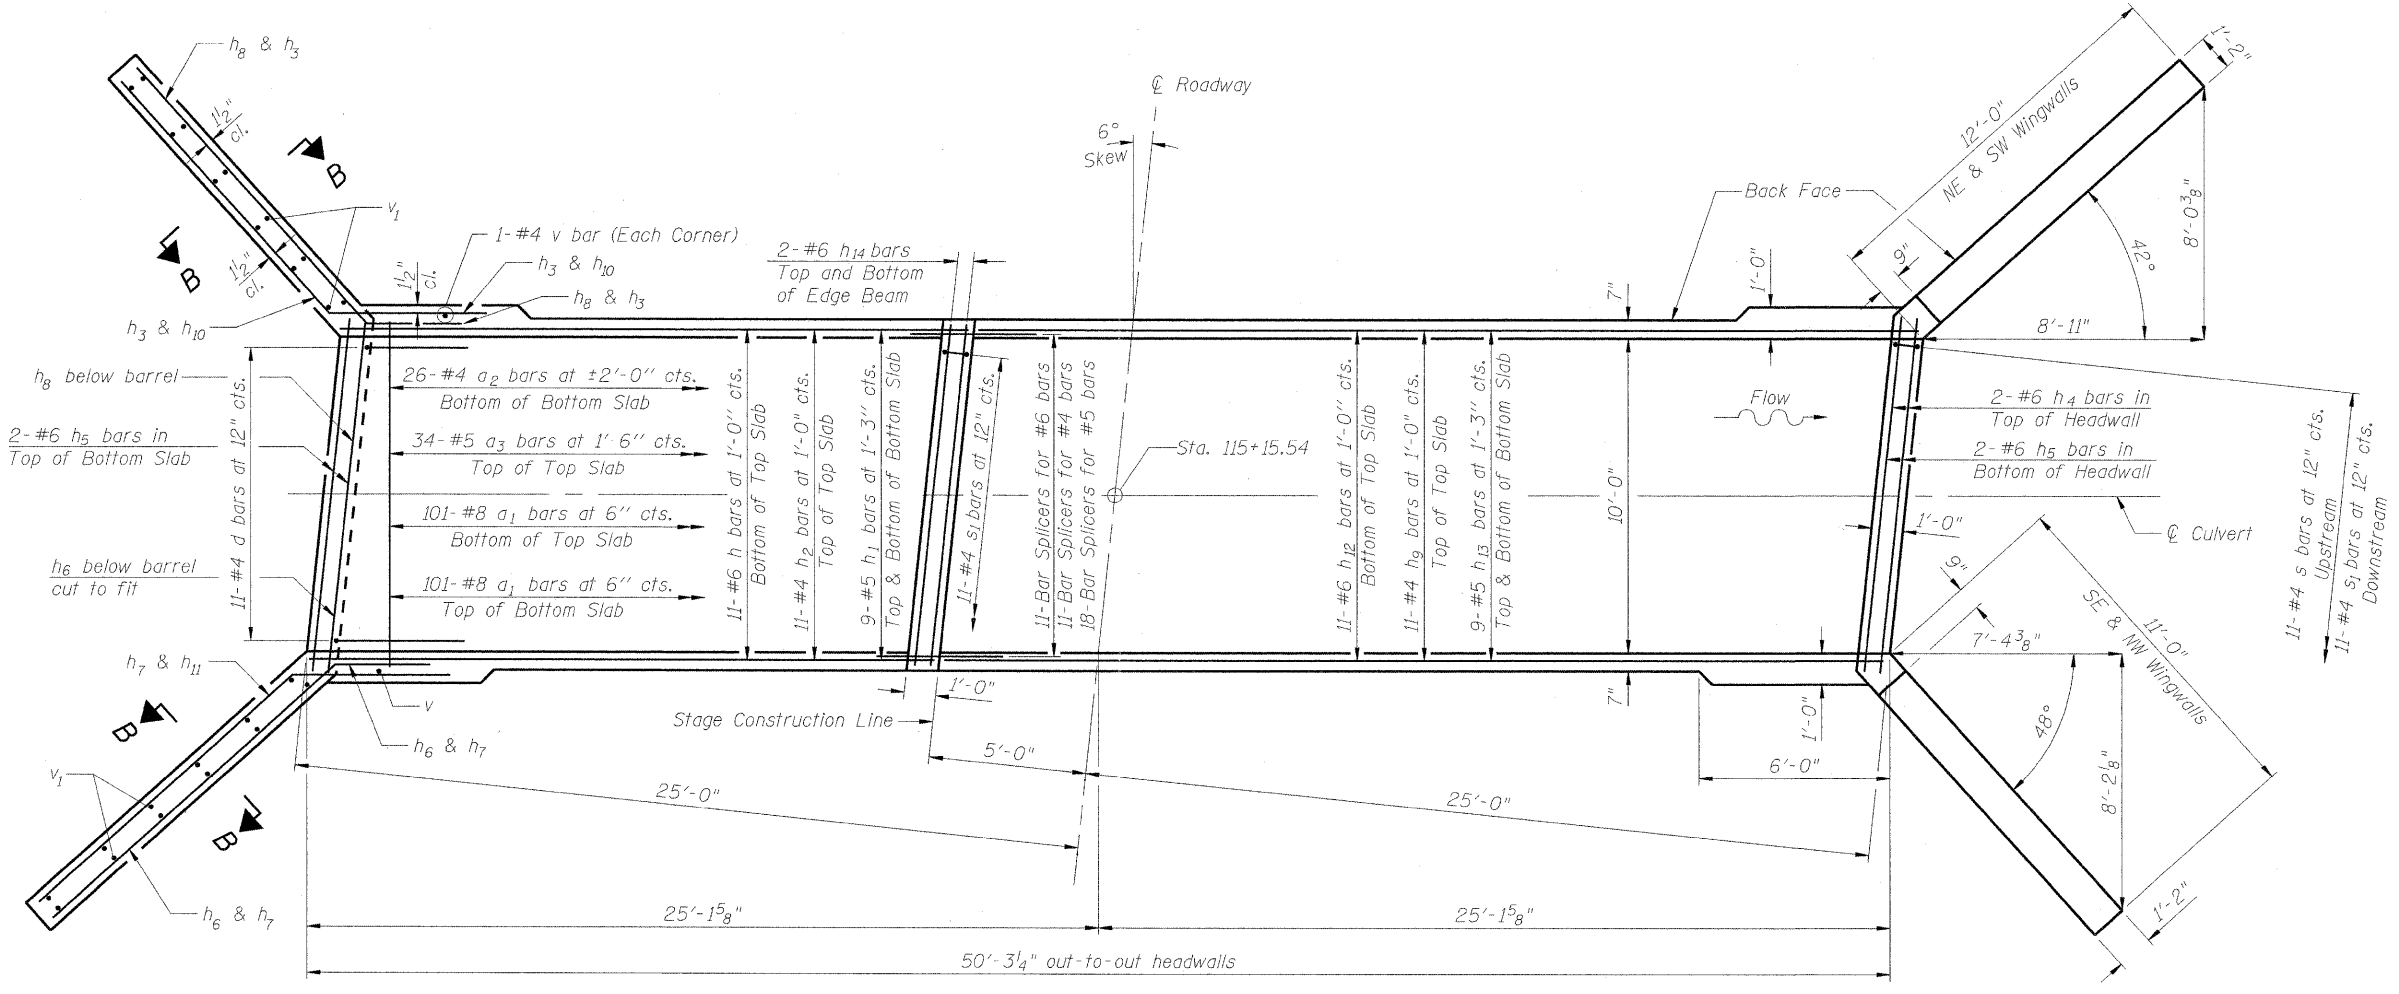 h8 & h3
1½" cl.
B
B
1½" cl.
v1
1-#4 v bar (Each Corner)
1½" cl.
h3 & h10
h8 & h3
h3 & h10
2-#6 h14 bars
Top and Bottom
of Edge Beam
℄ Roadway
6°
Skew
Back Face
12'-0"
NE & SW Wingwalls
1'-2"
9"
42°
8'-0⅜"
8'-11"
1'-0"
7"
h8 below barrel
11-#4 d bars at 12" cts.
2-#6 h5 bars in
Top of Bottom Slab
h6 below barrel
cut to fit
26-#4 a2 bars at ±2'-0" cts.
Bottom of Bottom Slab
34-#5 a3 bars at 1'-6" cts.
Top of Top Slab
101-#8 a1 bars at 6" cts.
Bottom of Top Slab
101-#8 a1 bars at 6" cts.
Top of Bottom Slab
11-#6 h bars at 1'-0" cts.
Bottom of Top Slab
11-#4 h2 bars at 1'-0" cts.
Top of Top Slab
9-#5 h1 bars at 1'-3" cts.
Top & Bottom of Bottom Slab
11-#4 s1 bars at 12" cts.
11-Bar Splicers for #6 bars
11-Bar Splicers for #4 bars
18-Bar Splicers for #5 bars
Sta. 115+15.54
11-#6 h12 bars at 1'-0" cts.
Bottom of Top Slab
11-#4 h9 bars at 1'-0" cts.
Top of Top Slab
9-#5 h13 bars at 1'-3" cts.
Top & Bottom of Bottom Slab
10'-0"
Flow
2-#6 h4 bars in
Top of Headwall
2-#6 h5 bars in
Bottom of Headwall
1'-0"
℄ Culvert
11-#4 s bars at 12" cts.
Upstream
11-#4 s1 bars at 12" cts.
Downstream
h7 & h11
B
v1
v
h6 & h7
B
h6 & h7
Stage Construction Line
1'-0"
5'-0"
25'-0"
25'-0"
7"
1'-0"
6'-0"
9"
7'-4⅜"
11'-0"
SE & NW Wingwalls
48°
8'-2⅛"
1'-2"
25'-1⅝"
25'-1⅝"
50'-3¼" out-to-out headwalls